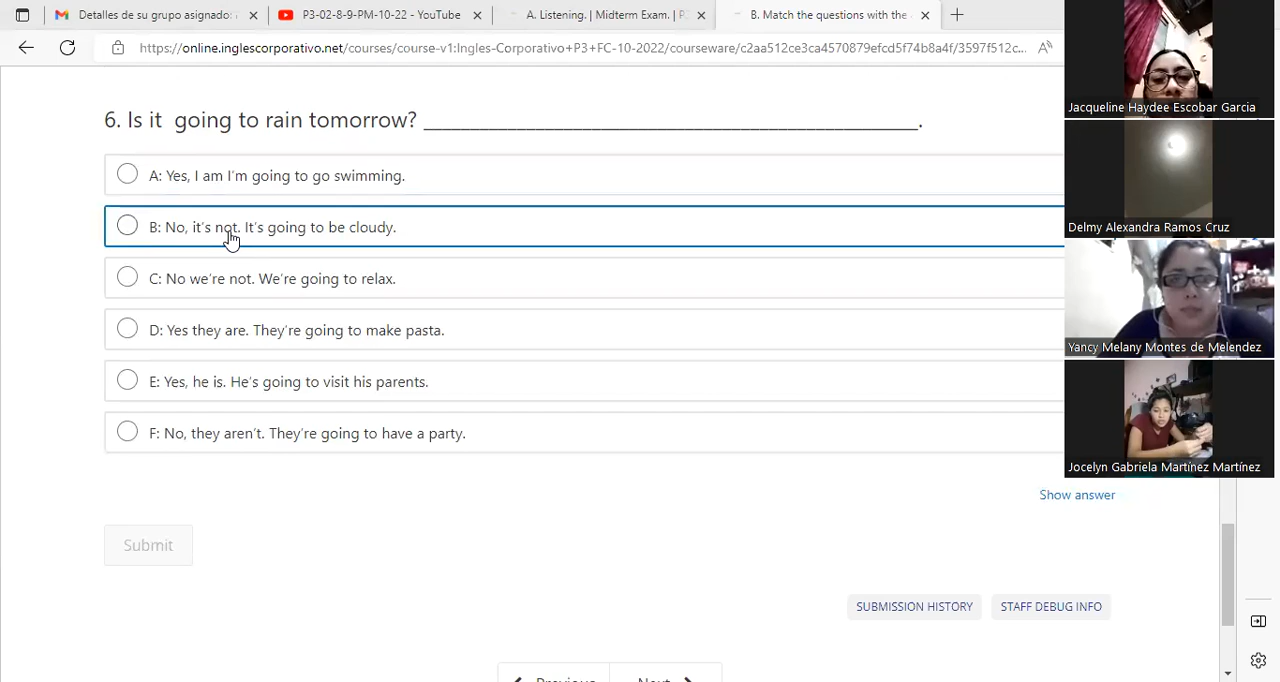 Detalles de su grupo asignado:
P3-02-8-9-PM-10-22 - YouTube
A. Listening. | Midterm Exam. | P
B. Match the questions with the
https://online.inglescorporativo.net/courses/course-v1:Ingles-Corporativo+P3+FC-10-2022/courseware/c2aa512ce3ca4570879efcd5f74b8a4f/3597f512c...
6. Is it going to rain tomorrow? ______________________________________________.
A: Yes, I am I'm going to go swimming.
B: No, it's not. It's going to be cloudy.
C: No we're not. We're going to relax.
D: Yes they are. They're going to make pasta.
E: Yes, he is. He's going to visit his parents.
F: No, they aren't. They're going to have a party.
Show answer
Submit
SUBMISSION HISTORY
STAFF DEBUG INFO
Previous
Next
Jacqueline Haydee Escobar Garcia
Delmy Alexandra Ramos Cruz
Yancy Melany Montes de Melendez
Jocelyn Gabriela Martínez Martínez